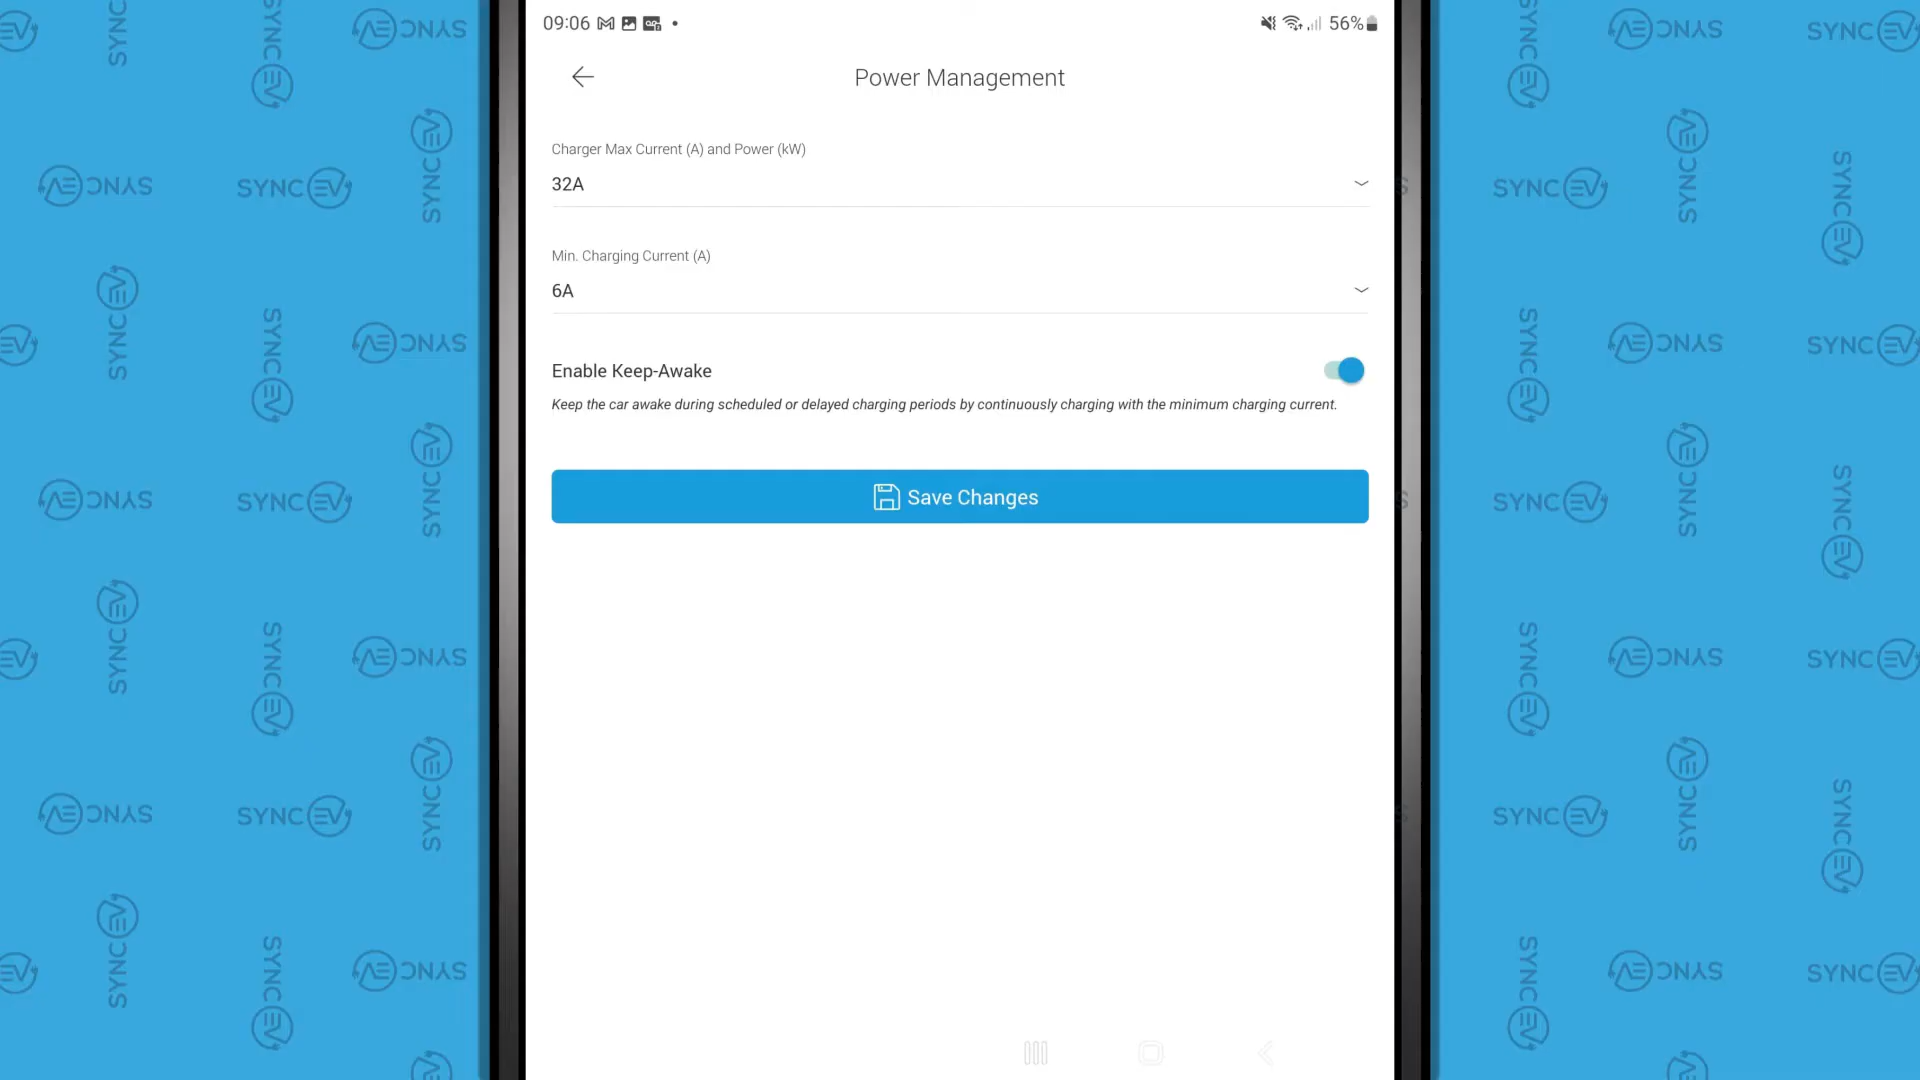 09:06
56%
Power Management
Charger Max Current (A) and Power (kW)
32A
Min. Charging Current (A)
6A
Enable Keep-Awake
Keep the car awake during scheduled or delayed charging periods by continuously charging with the minimum charging current.
Save Changes
SYNC EV